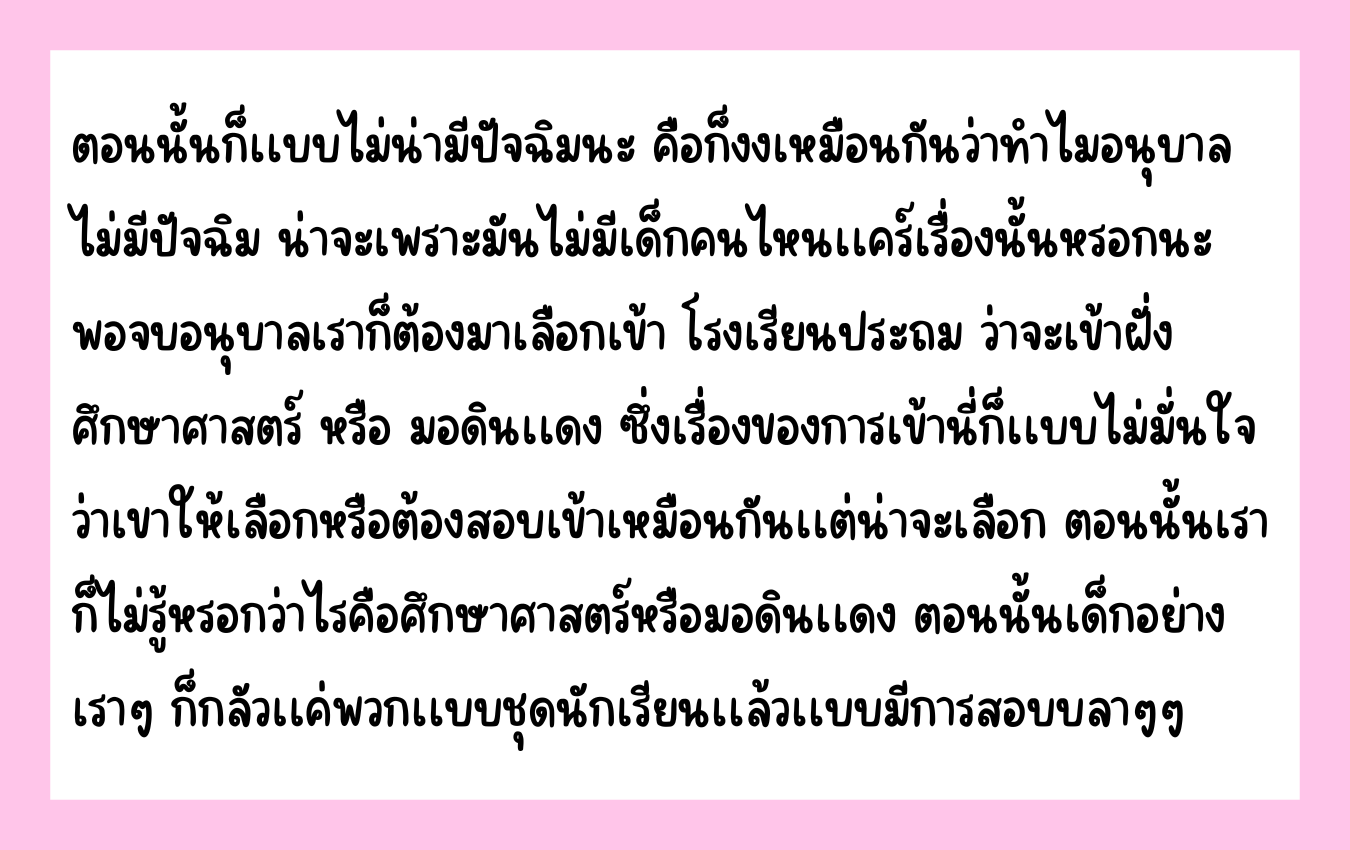 ตอนนั้นก็แบบไม่น่ามีปัจฉิมนะ คือก็งงเหมือนกันว่าทำไมอนุบาล
ไม่มีปัจฉิม น่าจะเพราะมันไม่มีเด็กคนไหนแคร์เรื่องนั้นหรอกนะ
พอจบอนุบาลเราก็ต้องมาเลือกเข้า โรงเรียนประถม ว่าจะเข้าฝั่ง
ศึกษาศาสตร์ หรือ มอดินแดง ซึ่งเรื่องของการเข้านี่ก็แบบไม่มั่นใจ
ว่าเขาให้เลือกหรือต้องสอบเข้าเหมือนกันแต่น่าจะเลือก ตอนนั้นเรา
ก็ไม่รู้หรอกว่าไรคือศึกษาศาสตร์หรือมอดินแดง ตอนนั้นเด็กอย่าง
เราๆ ก็กลัวแค่พวกแบบชุดนักเรียนแล้วแบบมีการสอบบลาๆๆ